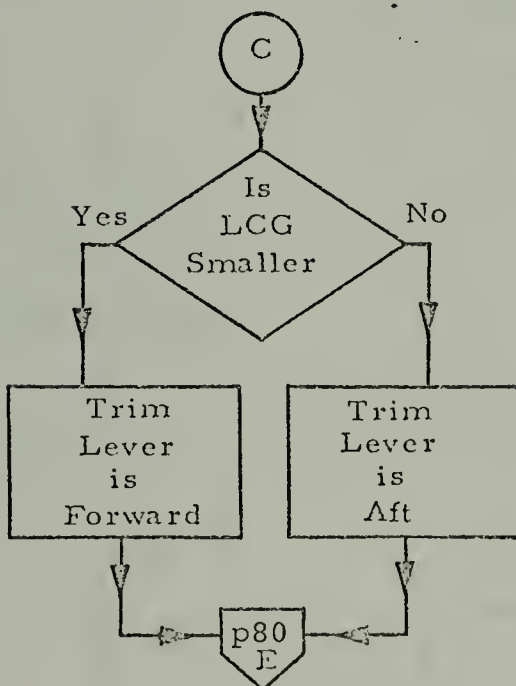 C
Is
LCG
Smaller
Yes
No
Trim
Lever
is
Forward
Trim
Lever
is
Aft
p80
E